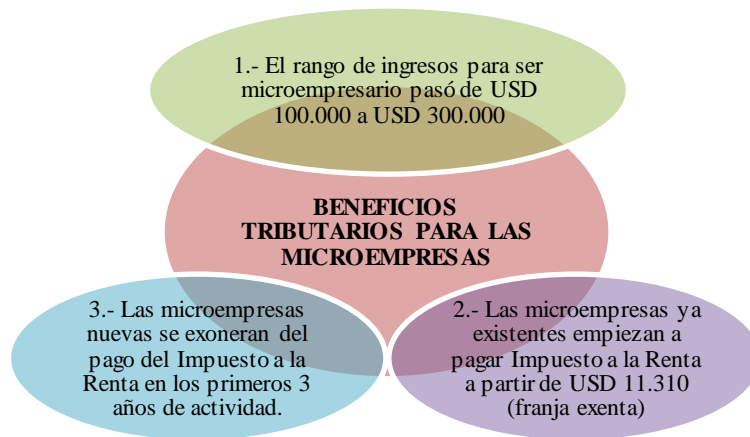 1.- El rango de ingresos para ser
microempresario pasó de USD
100.000 a USD 300.000
BENEFICIOS
TRIBUTARIOS PARA LAS
MICROEMPRESAS
3.- Las microempresas
nuevas se exoneran del
pago del Impuesto a la
Renta en los primeros 3
años de actividad.
2.- Las microempresas ya
existentes empiezan a
pagar Impuesto a la Renta
a partir de USD 11.310
(franja exenta)